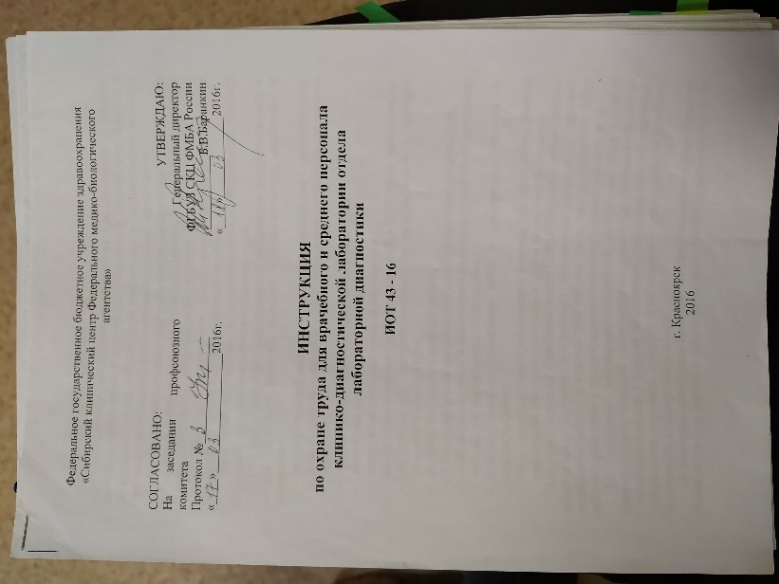 Федеральное государственное бюджетное учреждение здравоохранения
«Сибирский клинический центр Федерального медико-биологического
агентства»
СОГЛАСОВАНО:
На заседании профсоюзного
комитета
Протокол № 3
«17» 03 2016г.
УТВЕРЖДАЮ:
Генеральный директор
ФГБУЗ СКЦ ФМБА России
Б.В.Баранкин
«18» 03 2016г.
ИНСТРУКЦИЯ
по охране труда для врачебного и среднего персонала
клинико-диагностической лаборатории отдела
лабораторной диагностики
ИОТ 43 - 16
г. Красноярск
2016